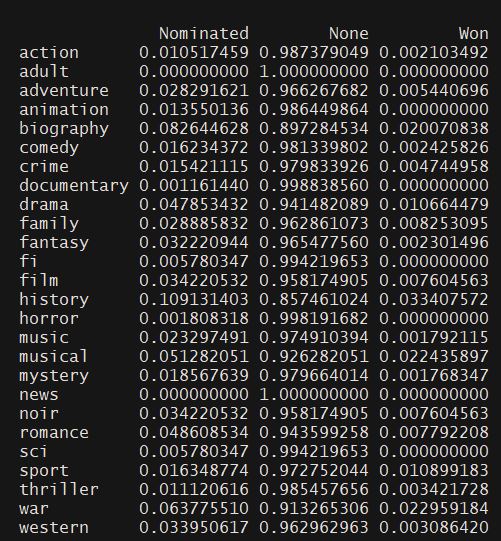 Nominated None Won
action 0.010517459 0.987379049 0.002103492
adult 0.000000000 1.000000000 0.000000000
adventure 0.028291621 0.966267682 0.005440696
animation 0.013550136 0.986449864 0.000000000
biography 0.082644628 0.897284534 0.020070838
comedy 0.016234372 0.981339802 0.002425826
crime 0.015421115 0.979833926 0.004744958
documentary 0.001161440 0.998838560 0.000000000
drama 0.047853432 0.941482089 0.010664479
family 0.028885832 0.962861073 0.008253095
fantasy 0.032220944 0.965477560 0.002301496
fi 0.005780347 0.994219653 0.000000000
film 0.034220532 0.958174905 0.007604563
history 0.109131403 0.857461024 0.033407572
horror 0.001808318 0.998191682 0.000000000
music 0.023297491 0.974910394 0.001792115
musical 0.051282051 0.926282051 0.022435897
mystery 0.018567639 0.979664014 0.001768347
news 0.000000000 1.000000000 0.000000000
noir 0.034220532 0.958174905 0.007604563
romance 0.048608534 0.943599258 0.007792208
sci 0.005780347 0.994219653 0.000000000
sport 0.016348774 0.972752044 0.010899183
thriller 0.011120616 0.985457656 0.003421728
war 0.063775510 0.913265306 0.022959184
western 0.033950617 0.962962963 0.003086420